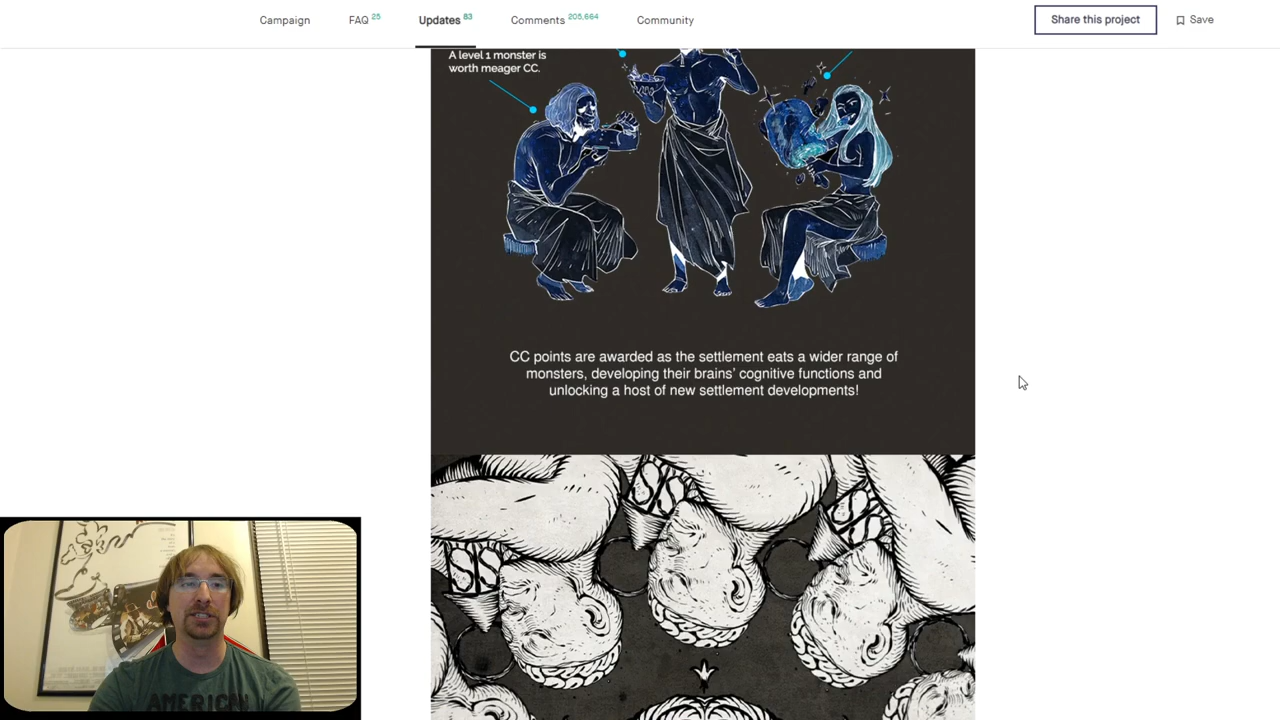 Campaign
FAQ 25
Updates 83
Comments 205,664
Community
Share this project
Save
A level 1 monster is
worth meager CC.
CC points are awarded as the settlement eats a wider range of
monsters, developing their brains' cognitive functions and
unlocking a host of new settlement developments!
AMERICAN